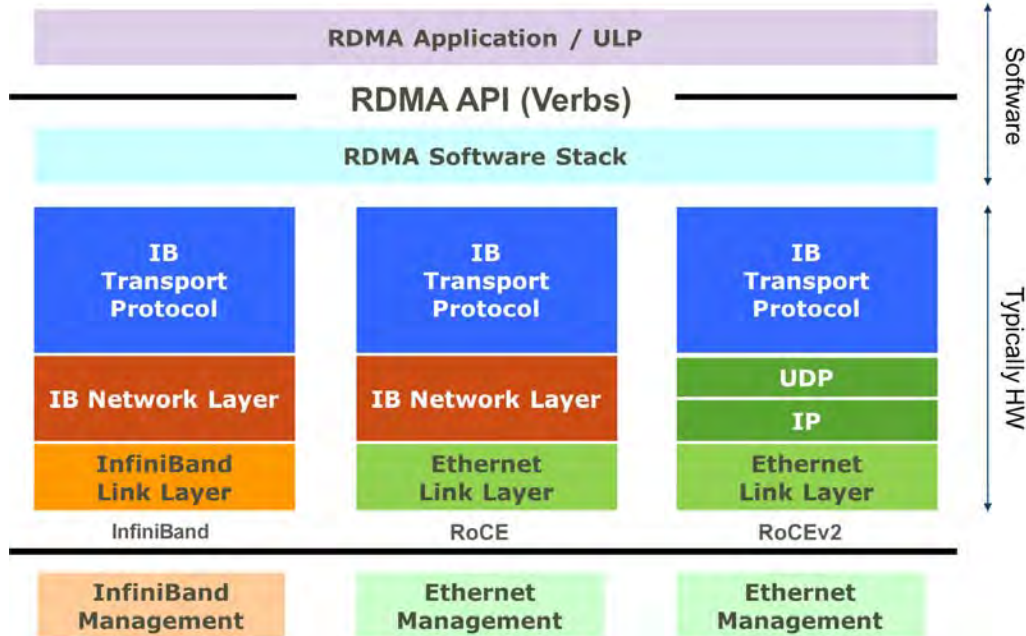 RDMA Application / ULP
RDMA API (Verbs)
RDMA Software Stack
Software
IB
Transport
Protocol
IB
Transport
Protocol
IB
Transport
Protocol
IB Network Layer
IB Network Layer
UDP
IP
InfiniBand
Link Layer
Ethernet
Link Layer
Ethernet
Link Layer
Typically HW
InfiniBand
RoCE
RoCEv2
InfiniBand
Management
Ethernet
Management
Ethernet
Management